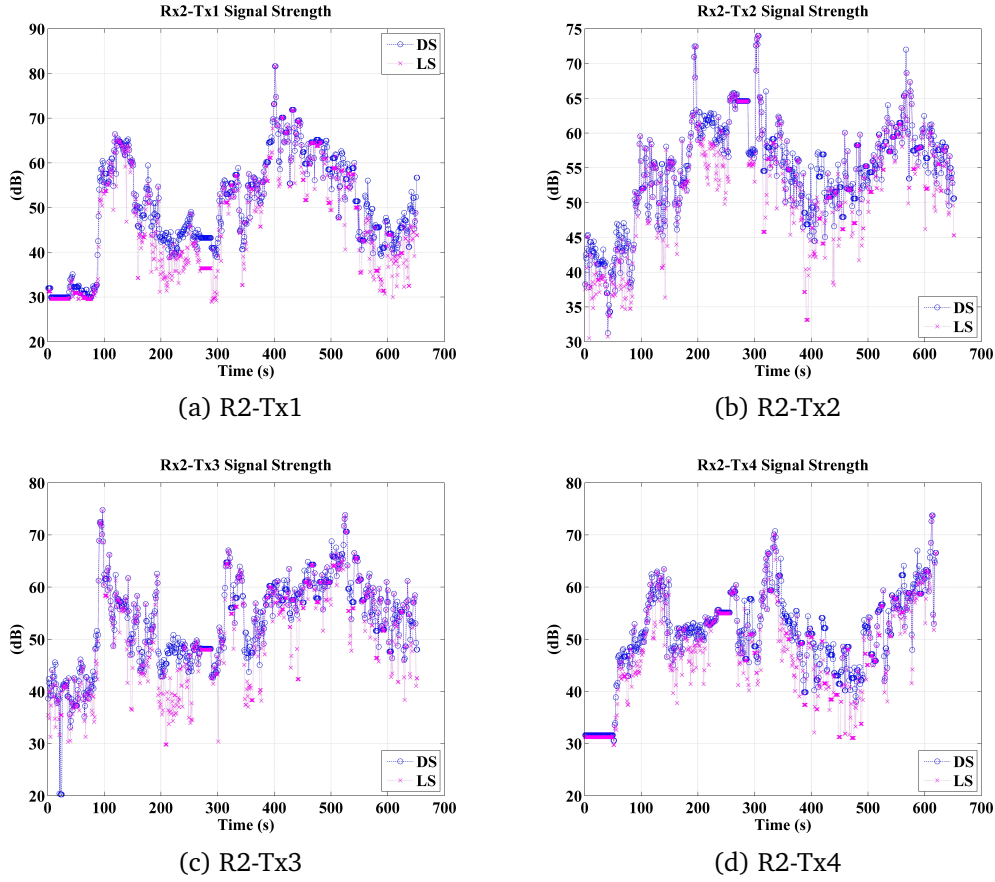 Rx2-Tx1 Signal Strength
90
80
70
60
50
40
30
20
(dB)
0 100 200 300 400 500 600 700
Time (s)
DS
LS
(a) R2-Tx1
Rx2-Tx2 Signal Strength
75
70
65
60
55
50
45
40
35
30
(dB)
0 100 200 300 400 500 600 700
Time (s)
DS
LS
(b) R2-Tx2
Rx2-Tx3 Signal Strength
80
70
60
50
40
30
20
(dB)
0 100 200 300 400 500 600 700
Time (s)
DS
LS
(c) R2-Tx3
Rx2-Tx4 Signal Strength
80
70
60
50
40
30
20
(dB)
0 100 200 300 400 500 600 700
Time (s)
DS
LS
(d) R2-Tx4